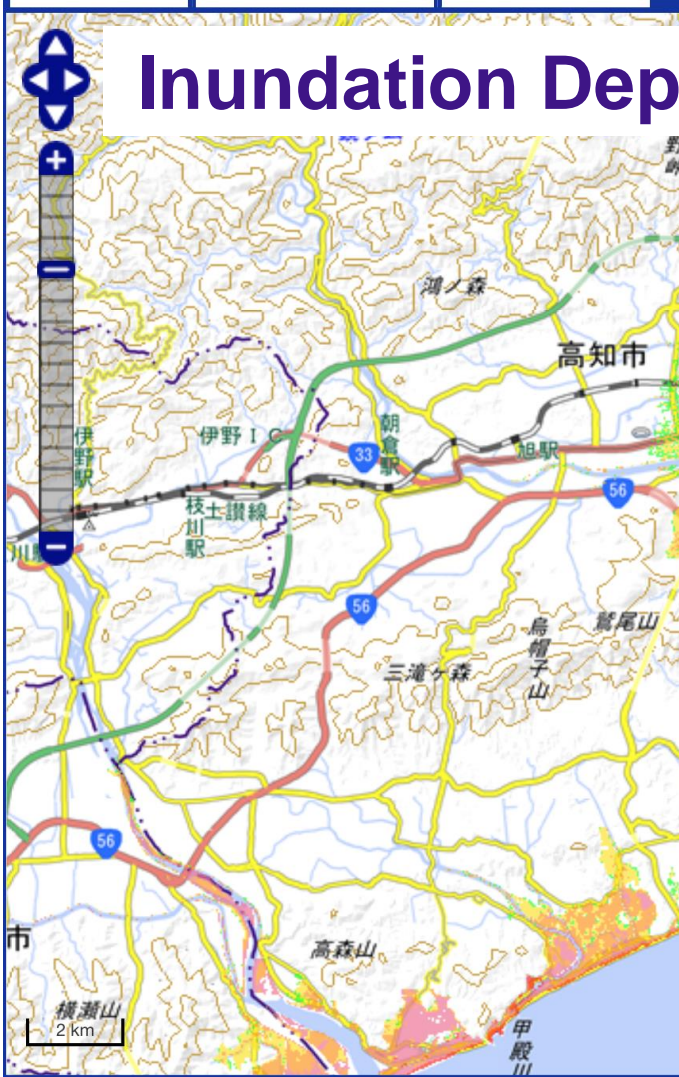 Inundation Dep
鴻ノ森
高知市
伊野ＩＣ
朝倉駅
33
旭駅
伊野駅
56
枝川駅
土讃線
川
56
烏帽子山
鷲尾山
三滝ヶ森
56
市
高森山
横瀬山
2 km
甲殿川